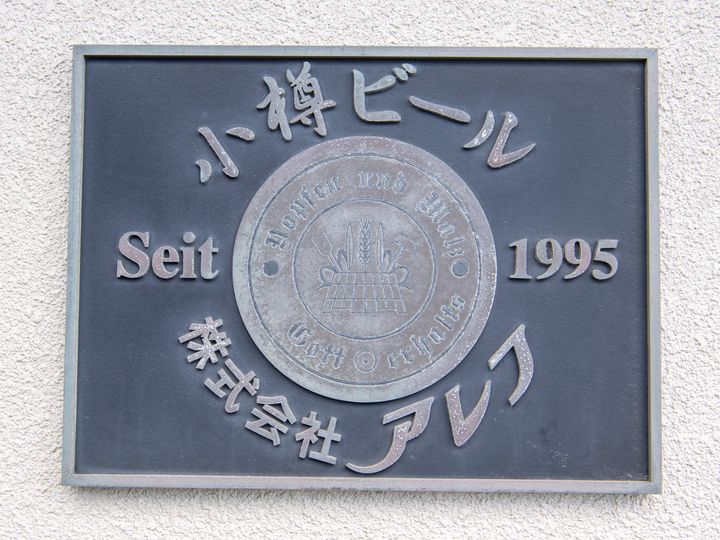 小樽ビール
Hopfen und Malz
Seit
1995
Gott erhalts
株式会社アレフ